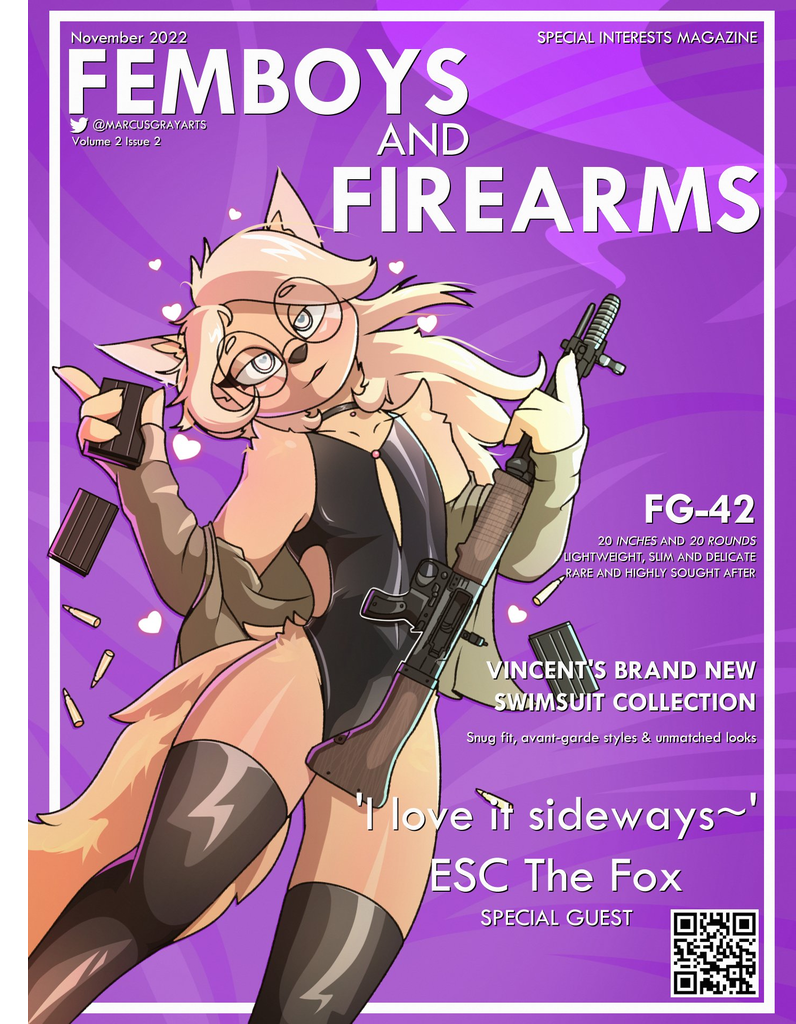 November 2022
SPECIAL INTERESTS MAGAZINE
FEMBOYS
AND
FIREARMS
@MARCUSGRAYARTS
Volume 2 Issue 2
FG-42
20 INCHES AND 20 ROUNDS
LIGHTWEIGHT, SLIM AND DELICATE
RARE AND HIGHLY SOUGHT AFTER
VINCENT'S BRAND NEW
SWIMSUIT COLLECTION
Snug fit, avant-garde styles & unmatched looks
'I love it sideways~'
ESC The Fox
SPECIAL GUEST